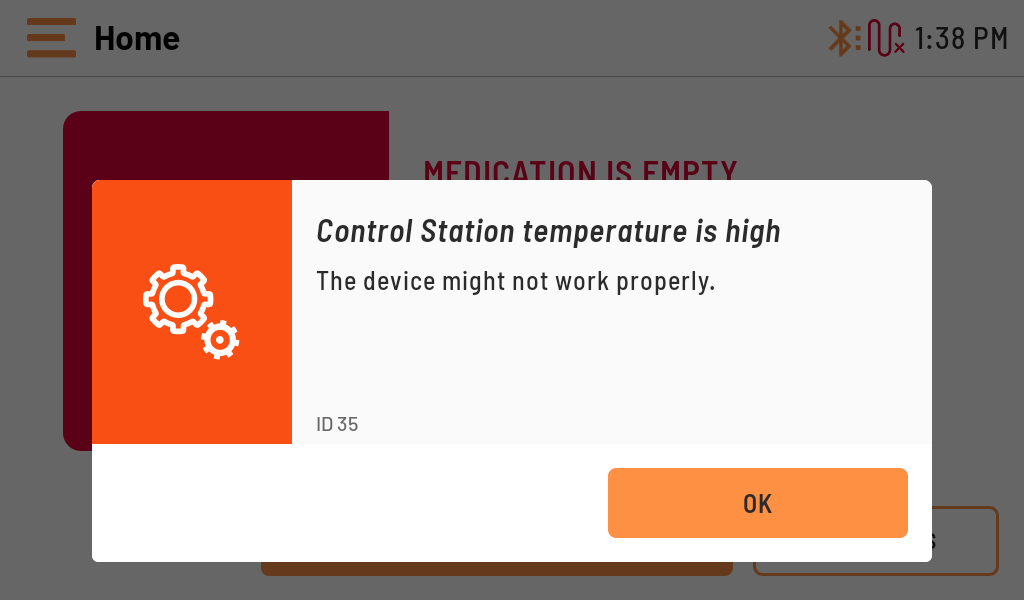 Home
1:38 PM
MEDICATION IS EMPTY
Control Station temperature is high
The device might not work properly.
ID 35
OK